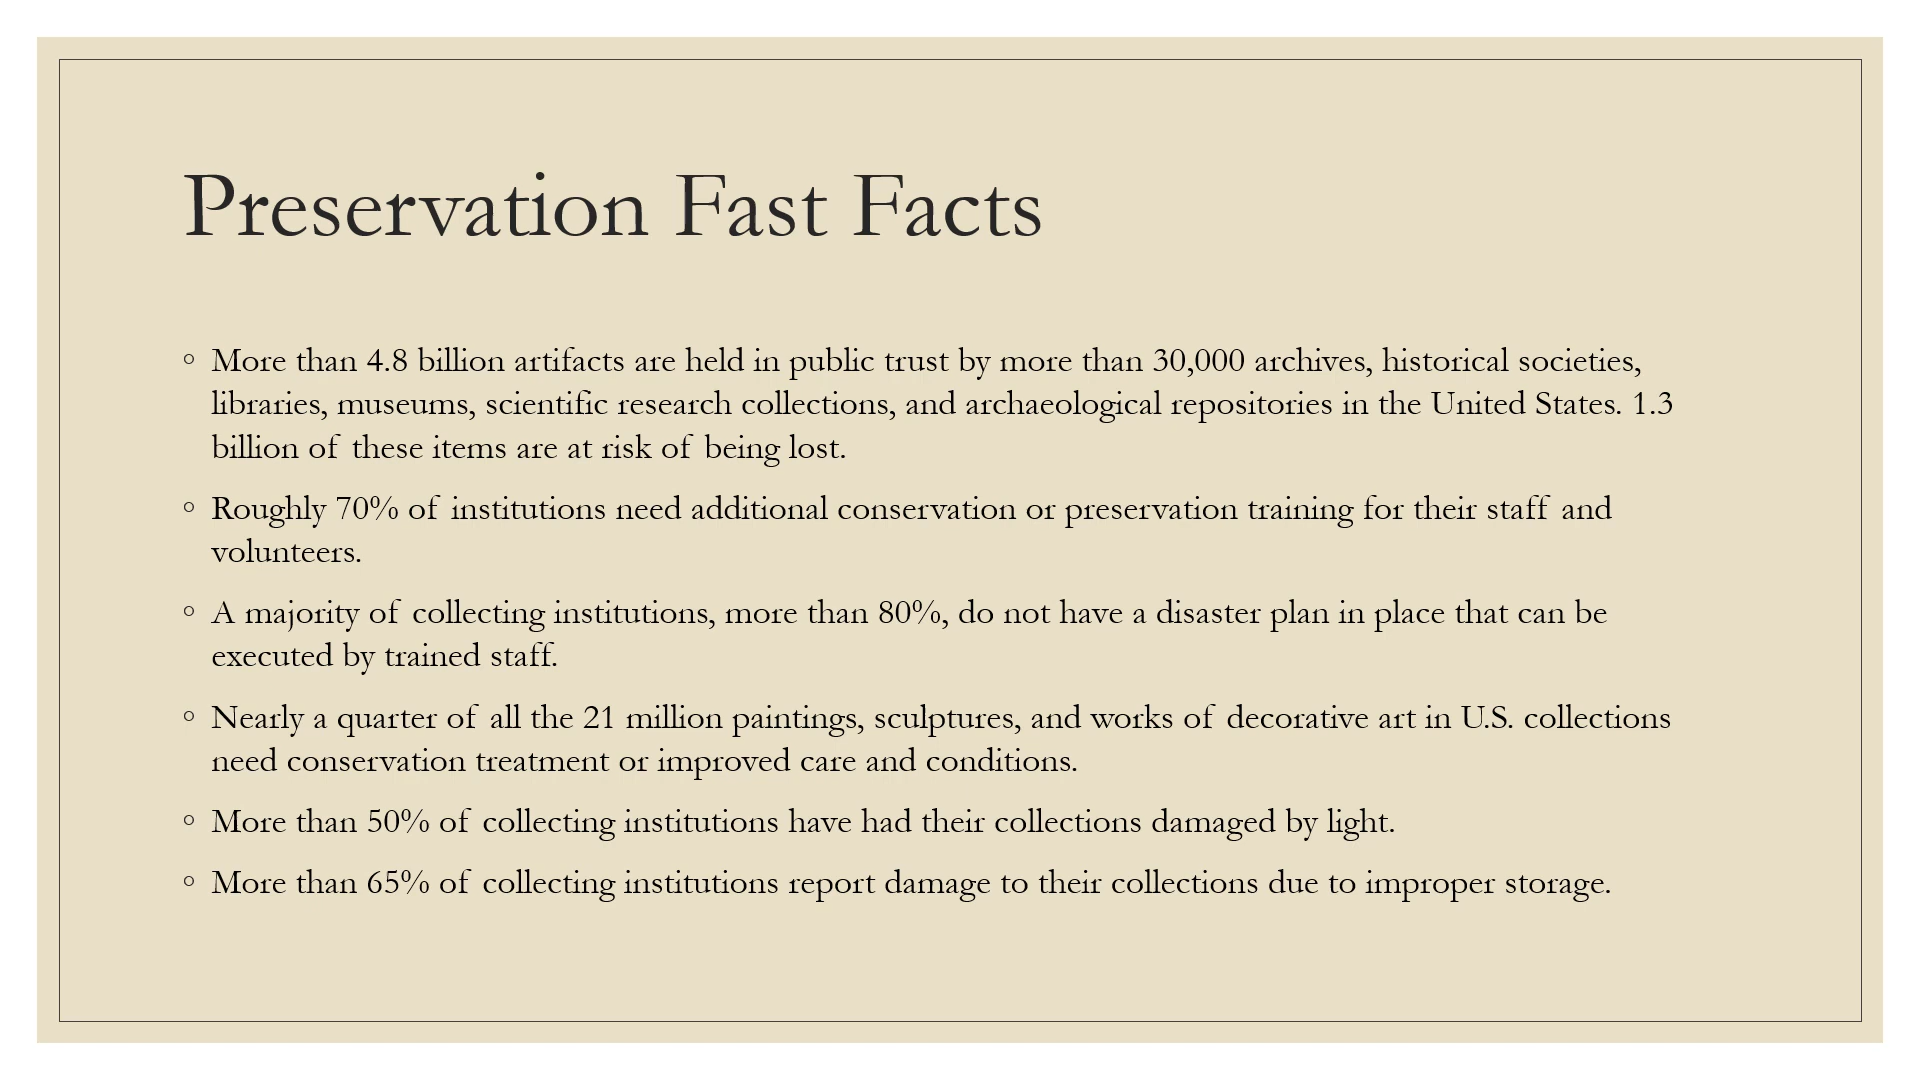 Preservation Fast Facts
◦ More than 4.8 billion artifacts are held in public trust by more than 30,000 archives, historical societies,
libraries, museums, scientific research collections, and archaeological repositories in the United States. 1.3
billion of these items are at risk of being lost.
◦ Roughly 70% of institutions need additional conservation or preservation training for their staff and
volunteers.
◦ A majority of collecting institutions, more than 80%, do not have a disaster plan in place that can be
executed by trained staff.
◦ Nearly a quarter of all the 21 million paintings, sculptures, and works of decorative art in U.S. collections
need conservation treatment or improved care and conditions.
◦ More than 50% of collecting institutions have had their collections damaged by light.
◦ More than 65% of collecting institutions report damage to their collections due to improper storage.